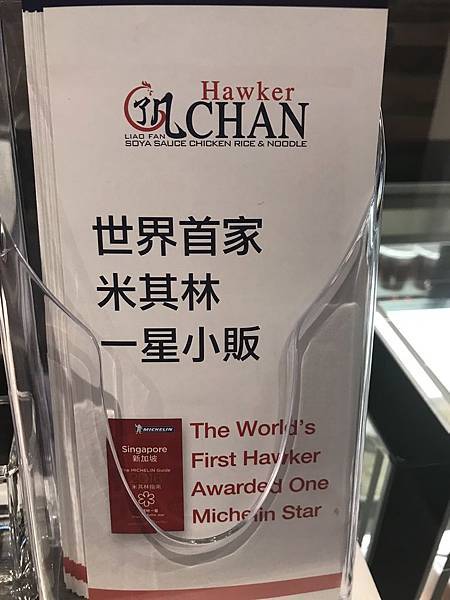 Hawker
了凡 CHAN
LIAO FAN
SOYA SAUCE CHICKEN RICE & NOODLE
世界首家
米其林
一星小販
MICHELIN
Singapore
新加坡
The MICHELIN Guide
米其林指南
The World's
First Hawker
Awarded One
Michelin Star